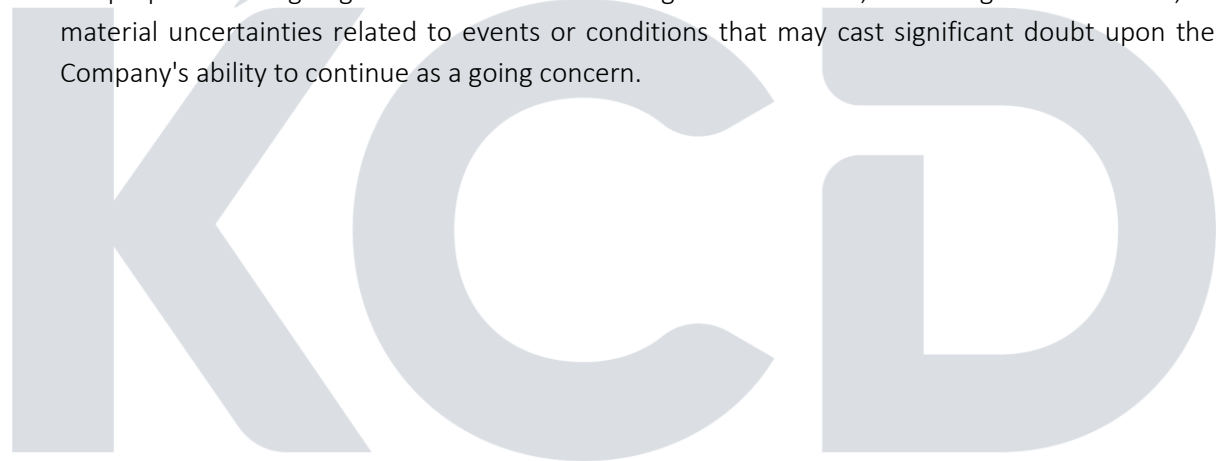 material uncertainties related to events or conditions that may cast significant doubt upon the
Company's ability to continue as a going concern.
KCD